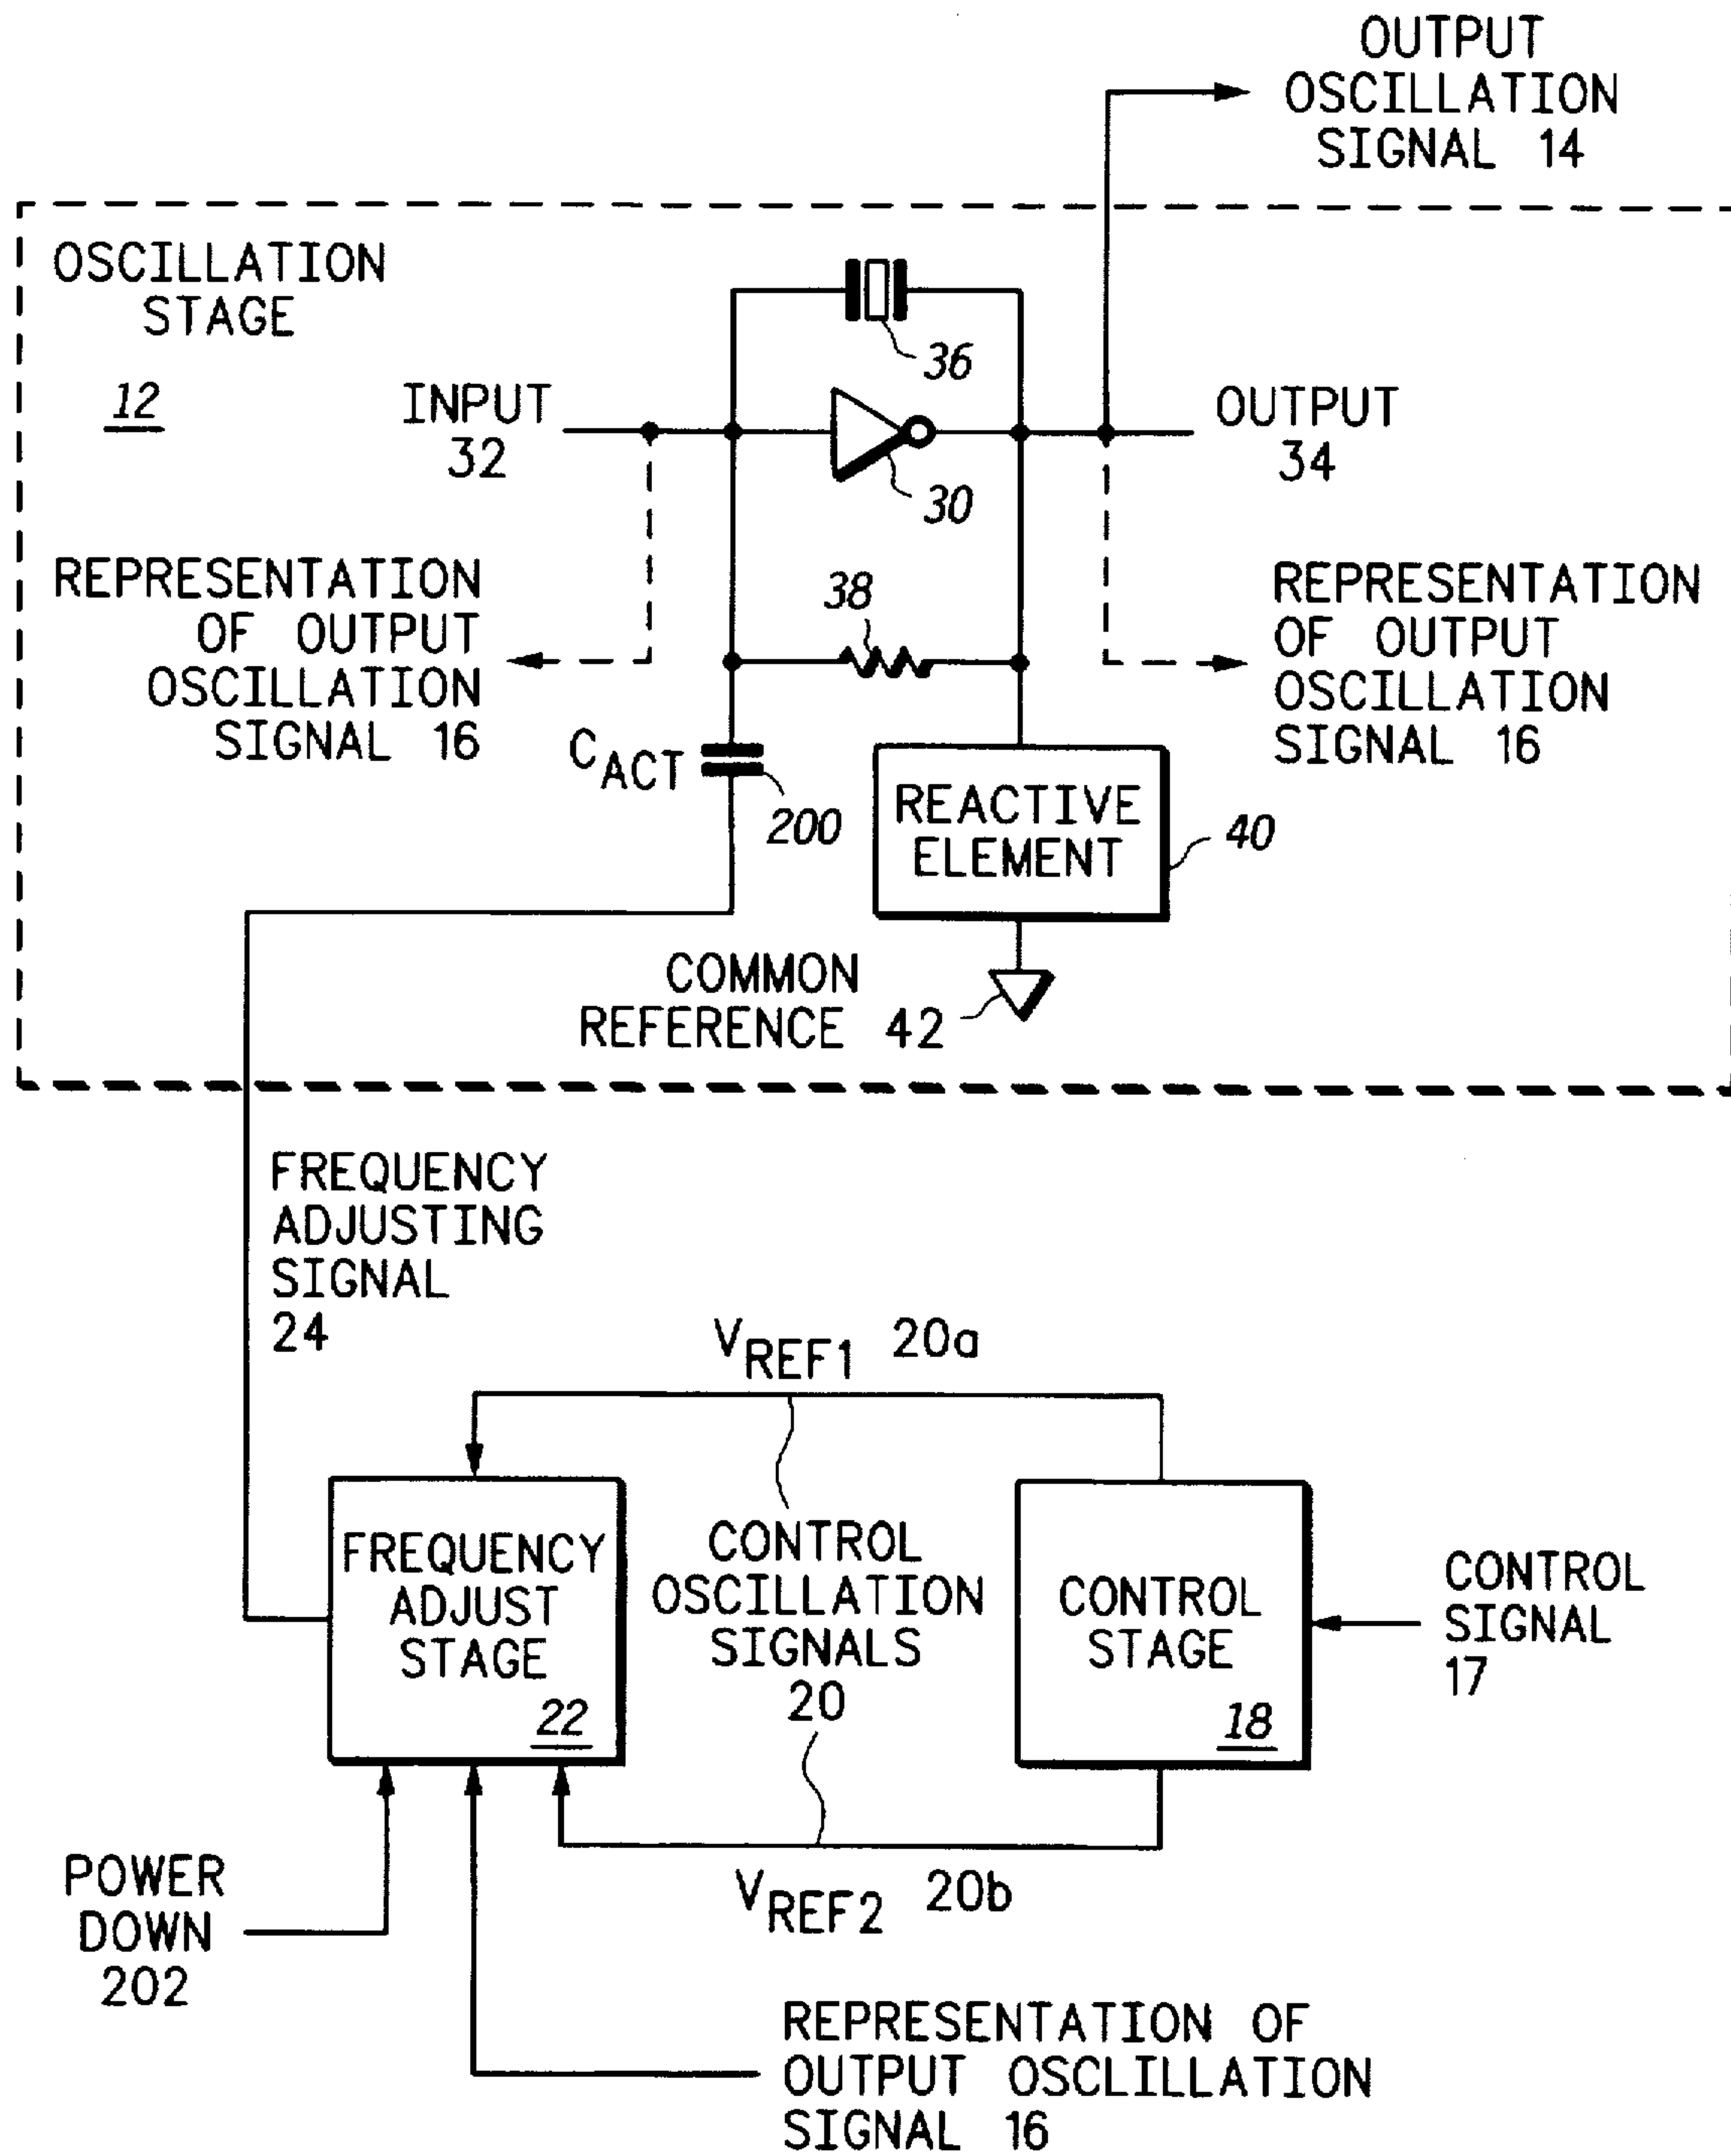 OUTPUT
OSCILLATION
SIGNAL 14
OSCILLATION
STAGE
12
36
INPUT
32
OUTPUT
34
30
REPRESENTATION
OF OUTPUT
OSCILLATION
SIGNAL 16
38
REPRESENTATION
OF OUTPUT
OSCILLATION
SIGNAL 16
CACT
200
REACTIVE
ELEMENT
40
COMMON
REFERENCE 42
FREQUENCY
ADJUSTING
SIGNAL
24
VREF1 20a
FREQUENCY
ADJUST
STAGE
22
CONTROL
OSCILLATION
SIGNALS
20
CONTROL
STAGE
18
CONTROL
SIGNAL
17
VREF2 20b
POWER
DOWN
202
REPRESENTATION OF
OUTPUT OSCLILLATION
SIGNAL 16